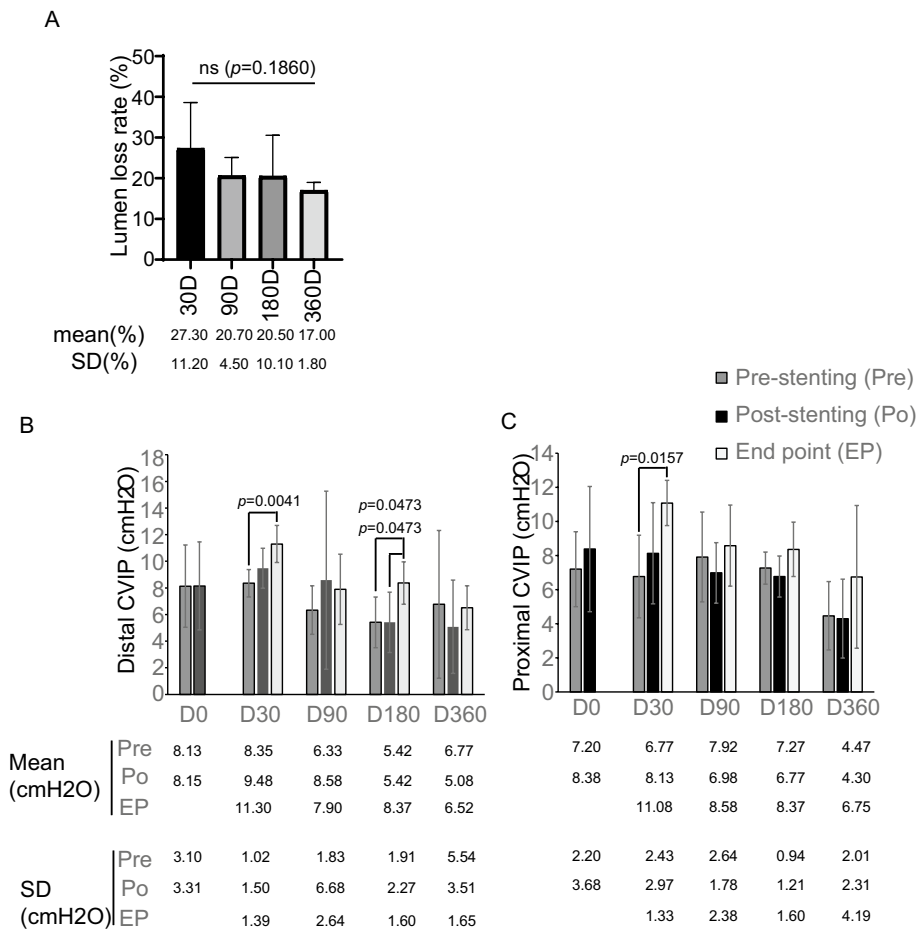 A
ns (p=0.1860)
Lumen loss rate (%)
50
40
30
20
10
0
30D 90D 180D 360D
mean(%) 27.30 20.70 20.50 17.00
SD(%) 11.20 4.50 10.10 1.80
Pre-stenting (Pre)
Post-stenting (Po)
End point (EP)
B
Distal CVIP (cmH2O)
18
16
14
12
10
8
6
4
2
0
p=0.0041
p=0.0473
p=0.0473
D0 D30 D90 D180 D360
C
Proximal CVIP (cmH2O)
14
12
10
8
6
4
2
0
p=0.0157
D0 D30 D90 D180 D360
Mean
(cmH2O)
Pre 8.13 8.35 6.33 5.42 6.77 7.20 6.77 7.92 7.27 4.47
Po 8.15 9.48 8.58 5.42 5.08 8.38 8.13 6.98 6.77 4.30
EP 11.30 7.90 8.37 6.52 11.08 8.58 8.37 6.75
SD
(cmH2O)
Pre 3.10 1.02 1.83 1.91 5.54 2.20 2.43 2.64 0.94 2.01
Po 3.31 1.50 6.68 2.27 3.51 3.68 2.97 1.78 1.21 2.31
EP 1.39 2.64 1.60 1.65 1.33 2.38 1.60 4.19